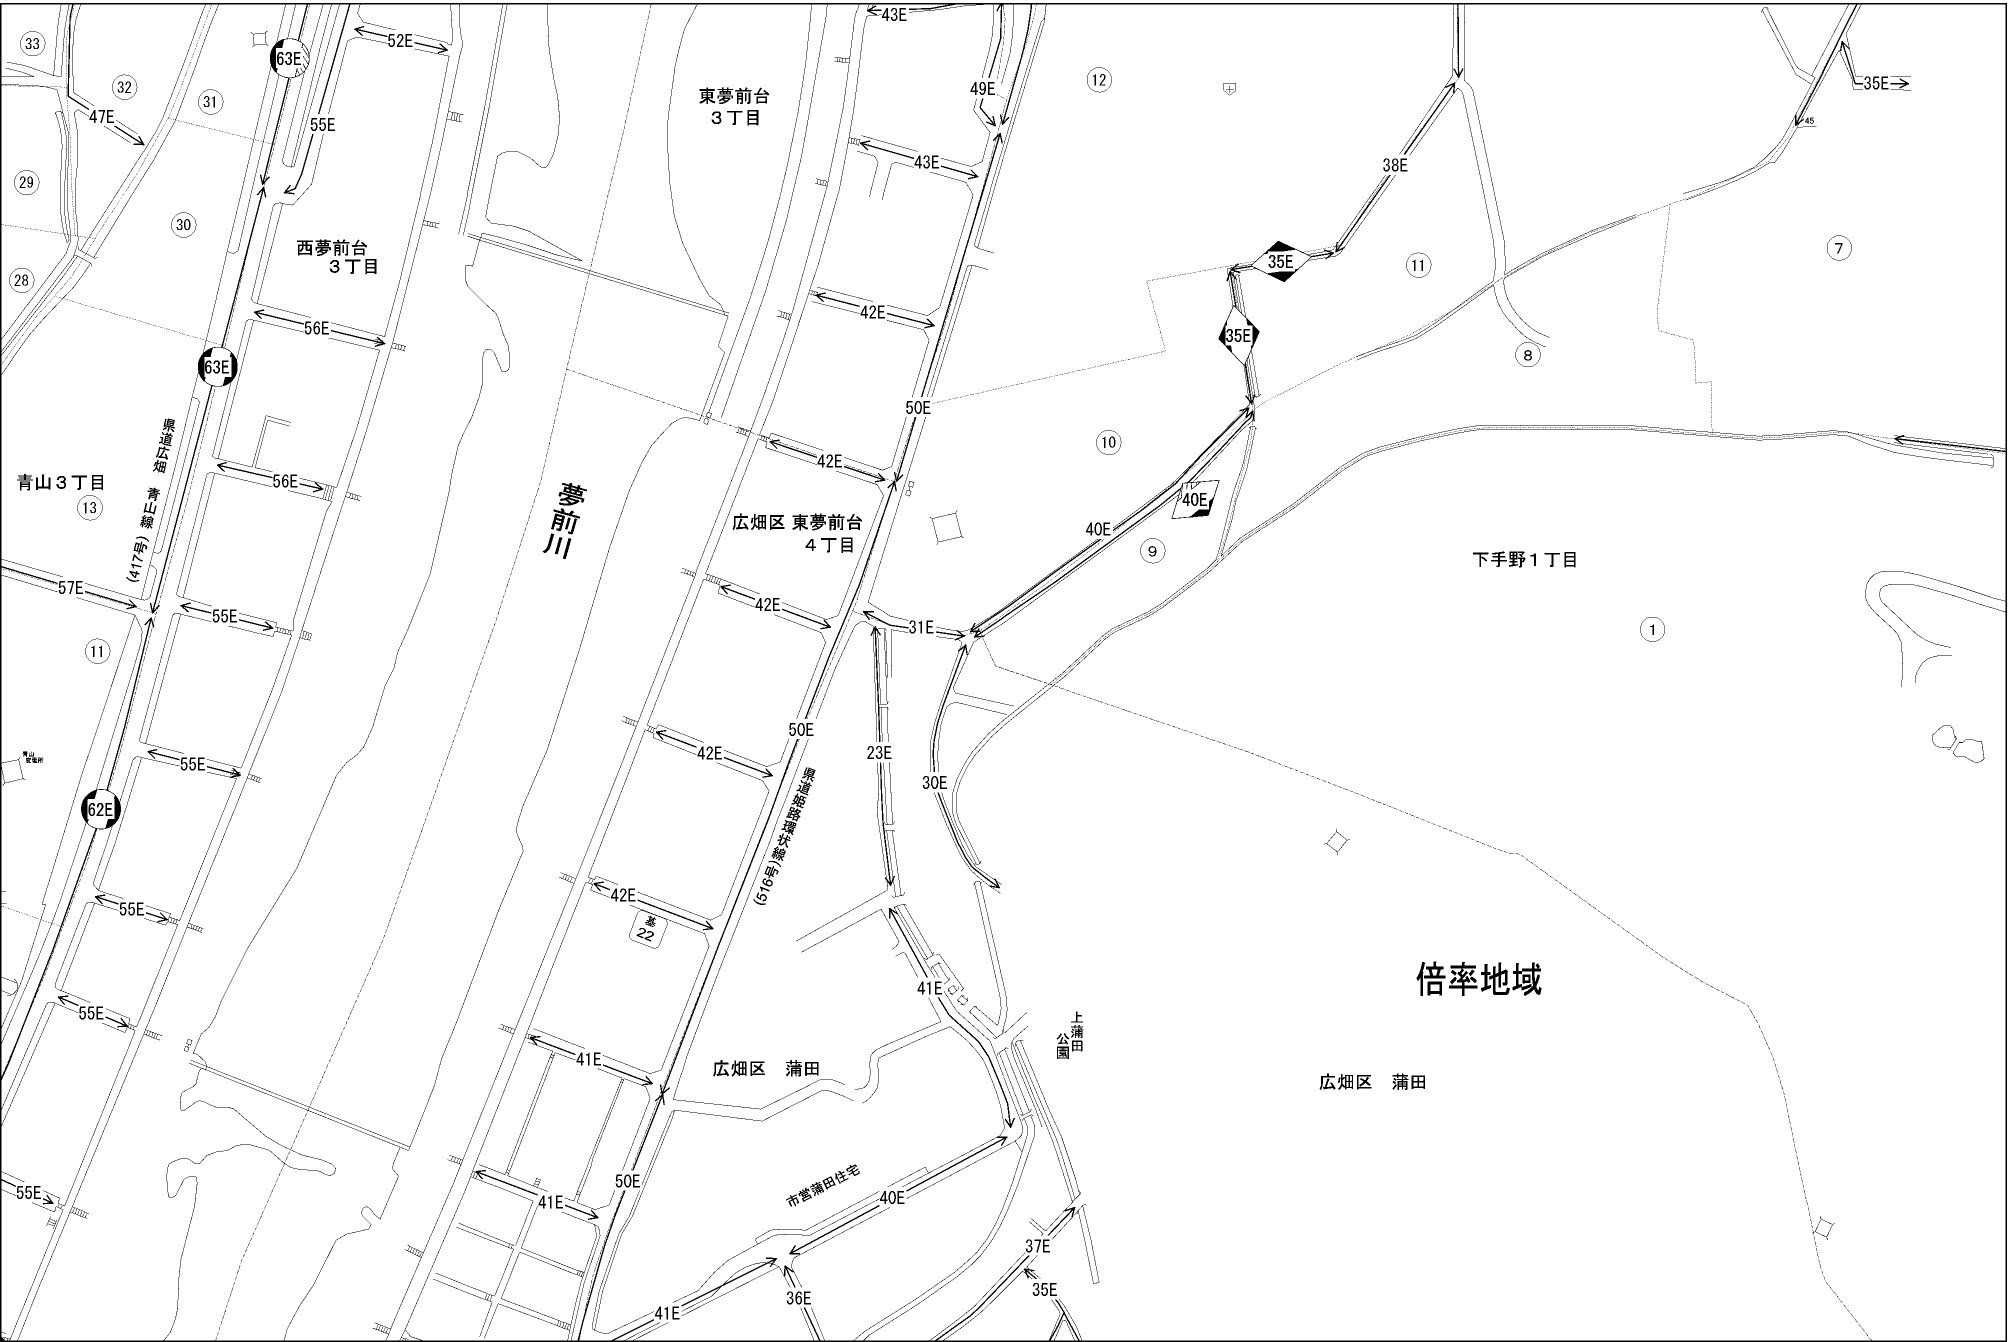 43E
33
63E
52E
12
49E
32
31
東夢前台
3丁目
35E
47E
55E
45
43E
38E
29
30
西夢前台
3丁目
7
28
35E
11
42E
56E
35E
8
63E
50E
県道広畑 青山線
(417号)
10
42E
56E
青山3丁目
13
夢前川
40E
広畑区 東夢前台
4丁目
40E
9
下手野1丁目
57E
55E
42E
31E
1
11
50E
23E
42E
55E
30E
62E
県道姫路環状線
(516号)
42E
55E
基
22
倍率地域
41E
55E
上蒲田
公園
41E
広畑区 蒲田
広畑区 蒲田
50E
55E
市営蒲田住宅
41E
40E
37E
35E
36E
41E